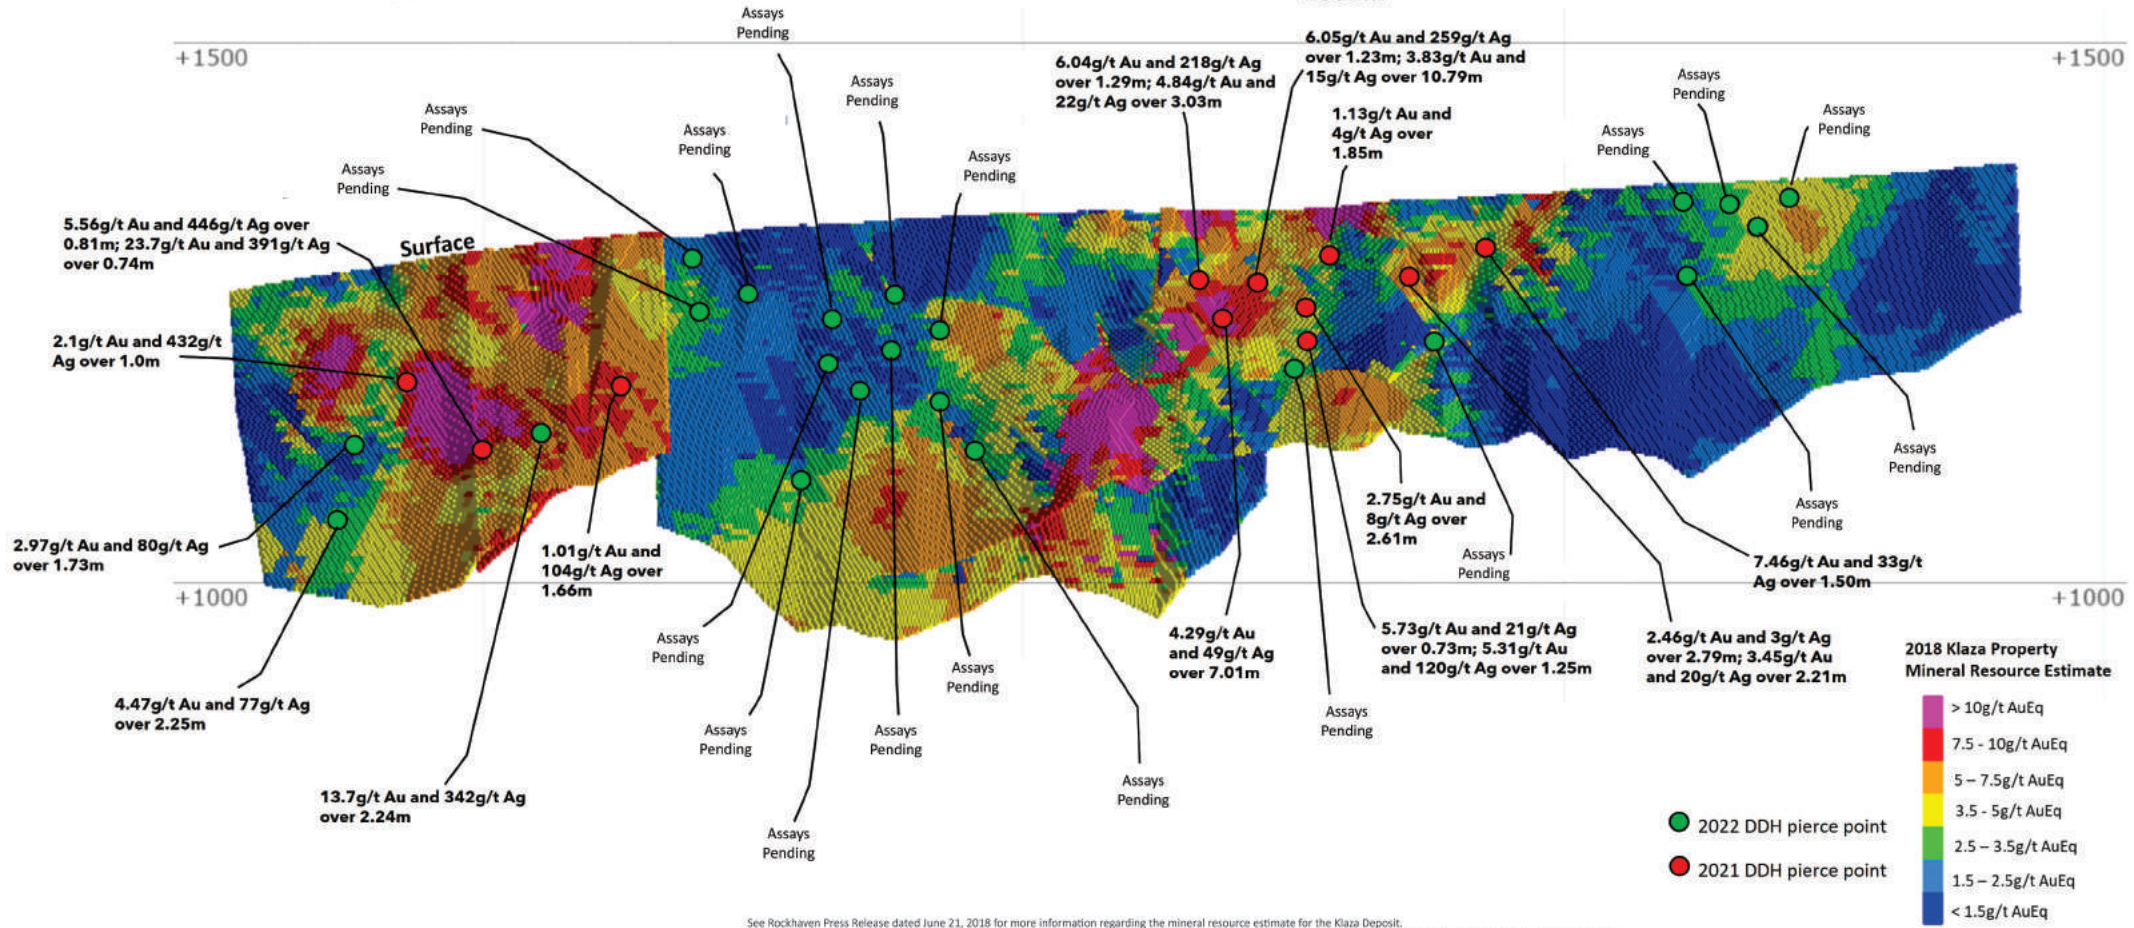 Assays
Pending
+1500
+1500
6.04g/t Au and 218g/t Ag
over 1.29m; 4.84g/t Au and
22g/t Ag over 3.03m
6.05g/t Au and 259g/t Ag
over 1.23m; 3.83g/t Au and
15g/t Ag over 10.79m
Assays
Pending
Assays
Pending
Assays
Pending
Assays
Pending
1.13g/t Au and
4g/t Ag over
1.85m
Assays
Pending
Assays
Pending
Assays
Pending
Assays
Pending
Assays
Pending
5.56g/t Au and 446g/t Ag over
0.81m; 23.7g/t Au and 391g/t Ag
over 0.74m
Surface
2.1g/t Au and 432g/t
Ag over 1.0m
2.97g/t Au and 80g/t Ag
over 1.73m
1.01g/t Au and
104g/t Ag over
1.66m
2.75g/t Au and
8g/t Ag over
2.61m
Assays
Pending
Assays
Pending
Assays
Pending
7.46g/t Au and 33g/t
Ag over 1.50m
+1000
+1000
4.47g/t Au and 77g/t Ag
over 2.25m
13.7g/t Au and 342g/t Ag
over 2.24m
Assays
Pending
Assays
Pending
Assays
Pending
Assays
Pending
Assays
Pending
Assays
Pending
4.29g/t Au
and 49g/t Ag
over 7.01m
5.73g/t Au and 21g/t Ag
over 0.73m; 5.31g/t Au
and 120g/t Ag over 1.25m
Assays
Pending
2.46g/t Au and 3g/t Ag
over 2.79m; 3.45g/t Au
and 20g/t Ag over 2.21m
2018 Klaza Property
Mineral Resource Estimate
> 10g/t AuEq
7.5 - 10g/t AuEq
5 – 7.5g/t AuEq
3.5 - 5g/t AuEq
2.5 – 3.5g/t AuEq
1.5 – 2.5g/t AuEq
< 1.5g/t AuEq
2022 DDH pierce point
2021 DDH pierce point
See Rockhaven Press Release dated June 21, 2018 for more information regarding the mineral resource estimate for the Klaza Deposit.